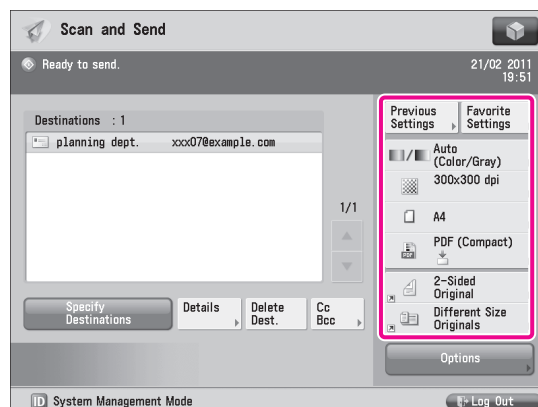 Scan and Send
Ready to send.
21/02 2011
19:51
Destinations : 1
planning dept. xxx07@example.com
1/1
Specify
Destinations
Details
Delete
Dest.
Cc
Bcc
Previous
Settings
Favorite
Settings
Auto
(Color/Gray)
300x300 dpi
A4
PDF
PDF (Compact)
2-Sided
Original
Different Size
Originals
Options
ID System Management Mode
Log Out